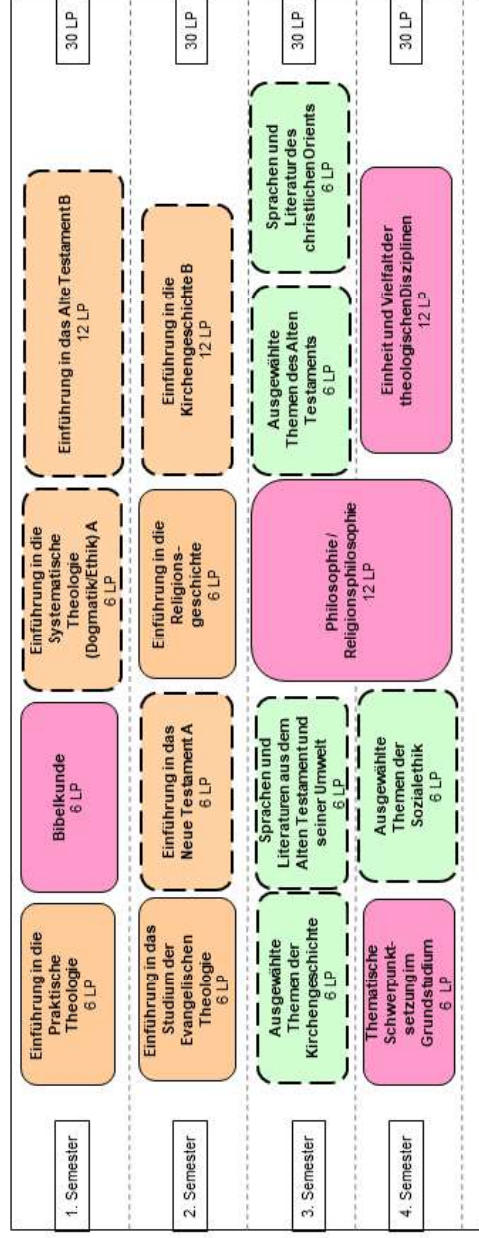 1. Semester
Einführung in die
Praktische
Theologie
6 LP
Bibelkunde
6 LP
Einführung in die
Systematische
Theologie
(Dogmatik/Ethik) A
6 LP
Einführung in das Alte Testament B
12 LP
30 LP
2. Semester
Einführung in das
Studium der
Evangelischen
Theologie
6 LP
Einführung in das
Neue Testament A
6 LP
Einführung in die
Religions-
geschichte
6 LP
Einführung in die
Kirchengeschichte B
12 LP
30 LP
3. Semester
Ausgewählte
Themen der
Kirchengeschichte
6 LP
Sprachen und
Literaturen aus dem
Alten Testament und
seiner Umwelt
6 LP
Philosophie /
Religionsphilosophie
12 LP
Ausgewählte
Themen des Alten
Testaments
6 LP
Sprachen und
Literatur des
christlichen Orients
6 LP
30 LP
4. Semester
Thematische
Schwerpunkt-
setzung im
Grundstudium
6 LP
Ausgewählte
Themen der
Sozialethik
6 LP
Einheit und Vielfalt der
theologischen Disziplinen
12 LP
30 LP